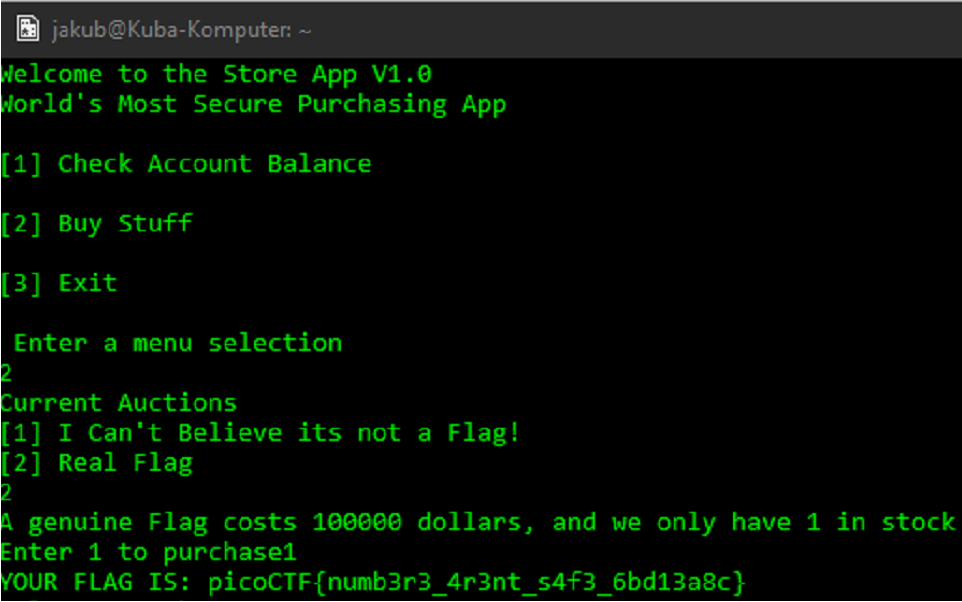 jakub@Kuba-Komputer: ~
Welcome to the Store App V1.0
World's Most Secure Purchasing App
[1] Check Account Balance
[2] Buy Stuff
[3] Exit
Enter a menu selection
2
Current Auctions
[1] I Can't Believe its not a Flag!
[2] Real Flag
2
A genuine Flag costs 100000 dollars, and we only have 1 in stock
Enter 1 to purchase1
YOUR FLAG IS: picoCTF{numb3r3_4r3nt_s4f3_6bd13a8c}